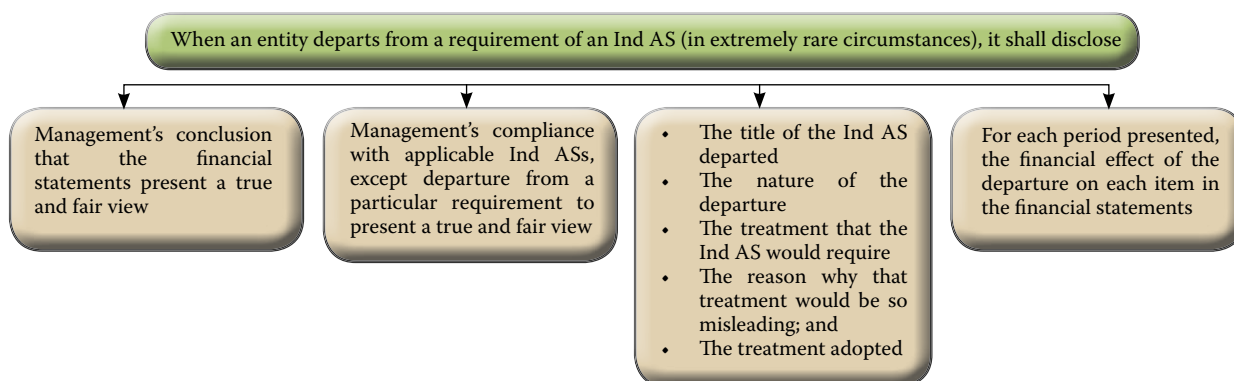 When an entity departs from a requirement of an Ind AS (in extremely rare circumstances), it shall disclose
Management’s conclusion
that the financial
statements present a true
and fair view
Management’s compliance
with applicable Ind ASs,
except departure from a
particular requirement to
present a true and fair view
• The title of the Ind AS
departed
• The nature of the
departure
• The treatment that the
Ind AS would require
• The reason why that
treatment would be so
misleading; and
• The treatment adopted
For each period presented,
the financial effect of the
departure on each item in
the financial statements